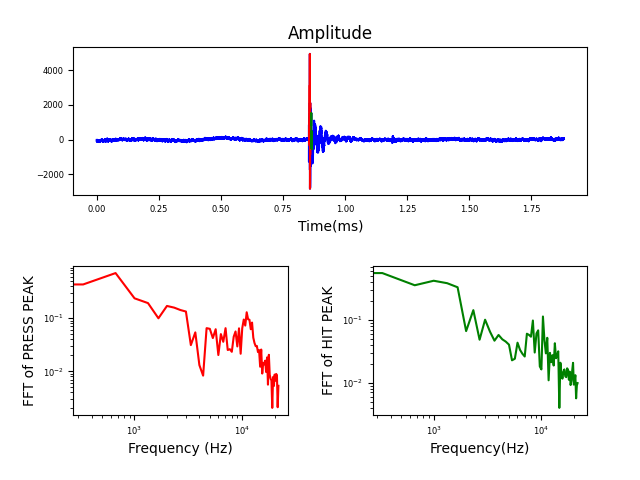 Amplitude
4000
2000
0
−2000
0.00 0.25 0.50 0.75 1.00 1.25 1.50 1.75
Time(ms)
FFT of PRESS PEAK
10⁻¹
10⁻²
10³ 10⁴
Frequency (Hz)
FFT of HIT PEAK
10⁻¹
10⁻²
10³ 10⁴
Frequency(Hz)